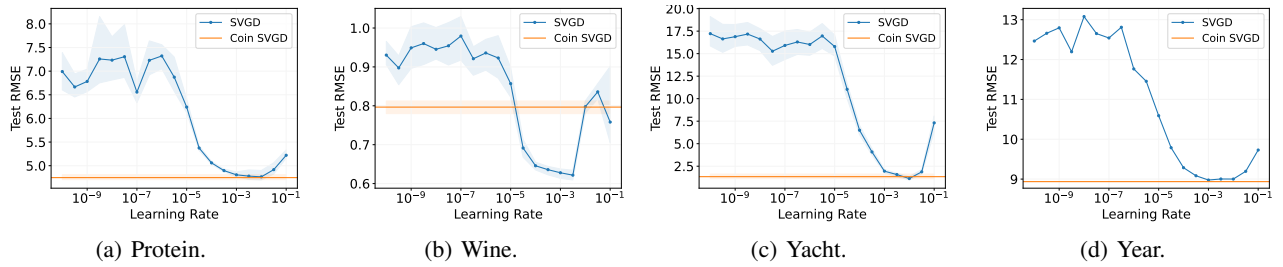 8.0
7.5
7.0
6.5
6.0
5.5
5.0
Test RMSE
SVGD
Coin SVGD
10⁻⁹ 10⁻⁷ 10⁻⁵ 10⁻³ 10⁻¹
Learning Rate
(a) Protein.
1.0
0.9
0.8
0.7
0.6
Test RMSE
SVGD
Coin SVGD
10⁻⁹ 10⁻⁷ 10⁻⁵ 10⁻³ 10⁻¹
Learning Rate
(b) Wine.
20.0
17.5
15.0
12.5
10.0
7.5
5.0
2.5
Test RMSE
SVGD
Coin SVGD
10⁻⁹ 10⁻⁷ 10⁻⁵ 10⁻³ 10⁻¹
Learning Rate
(c) Yacht.
13
12
11
10
9
Test RMSE
SVGD
Coin SVGD
10⁻⁹ 10⁻⁷ 10⁻⁵ 10⁻³ 10⁻¹
Learning Rate
(d) Year.